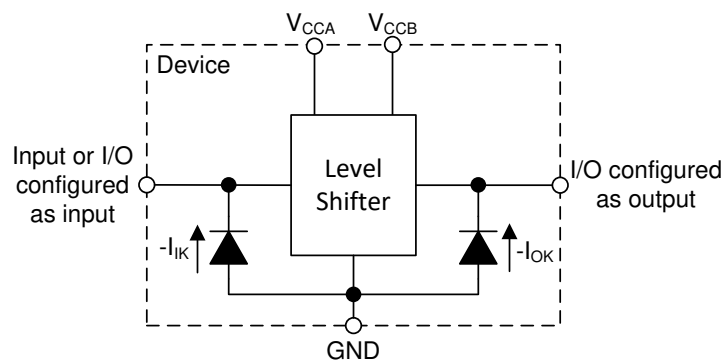 V_CCA V_CCB
Device
Input or I/O
configured
as input
Level
Shifter
I/O configured
as output
-I_IK
-I_OK
GND